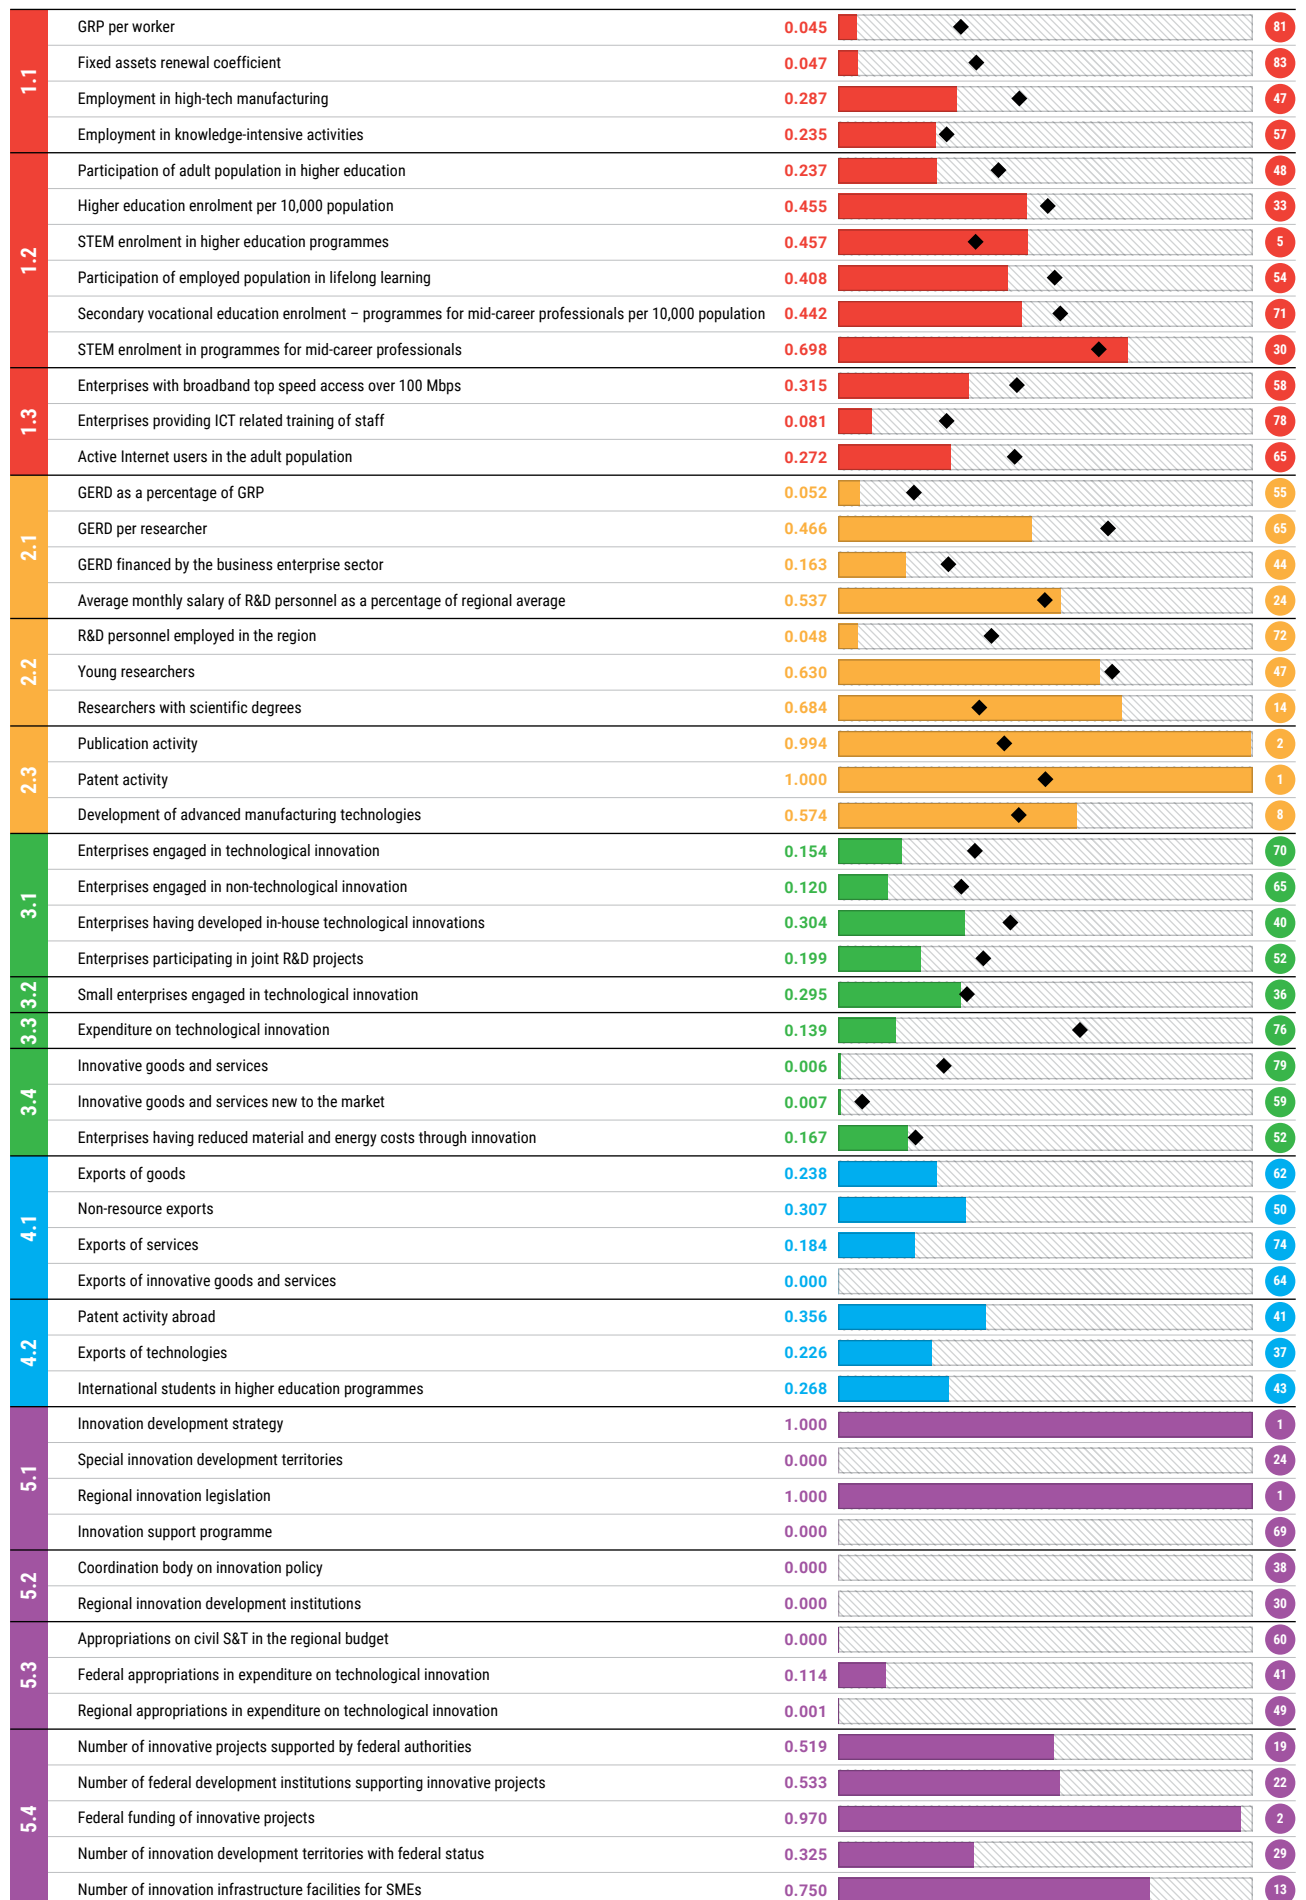 1.1
GRP per worker 0.045 81
Fixed assets renewal coefficient 0.047 83
Employment in high-tech manufacturing 0.287 47
Employment in knowledge-intensive activities 0.235 57
1.2
Participation of adult population in higher education 0.237 48
Higher education enrolment per 10,000 population 0.455 33
STEM enrolment in higher education programmes 0.457 5
Participation of employed population in lifelong learning 0.408 54
Secondary vocational education enrolment – programmes for mid-career professionals per 10,000 population 0.442 71
STEM enrolment in programmes for mid-career professionals 0.698 30
1.3
Enterprises with broadband top speed access over 100 Mbps 0.315 58
Enterprises providing ICT related training of staff 0.081 78
Active Internet users in the adult population 0.272 65
2.1
GERD as a percentage of GRP 0.052 55
GERD per researcher 0.466 65
GERD financed by the business enterprise sector 0.163 44
Average monthly salary of R&D personnel as a percentage of regional average 0.537 24
2.2
R&D personnel employed in the region 0.048 72
Young researchers 0.630 47
Researchers with scientific degrees 0.684 14
2.3
Publication activity 0.994 2
Patent activity 1.000 1
Development of advanced manufacturing technologies 0.574 8
3.1
Enterprises engaged in technological innovation 0.154 70
Enterprises engaged in non-technological innovation 0.120 65
Enterprises having developed in-house technological innovations 0.304 40
Enterprises participating in joint R&D projects 0.199 52
3.2
Small enterprises engaged in technological innovation 0.295 36
3.3
Expenditure on technological innovation 0.139 76
3.4
Innovative goods and services 0.006 79
Innovative goods and services new to the market 0.007 59
Enterprises having reduced material and energy costs through innovation 0.167 52
4.1
Exports of goods 0.238 62
Non-resource exports 0.307 50
Exports of services 0.184 74
Exports of innovative goods and services 0.000 64
4.2
Patent activity abroad 0.356 41
Exports of technologies 0.226 37
International students in higher education programmes 0.268 43
5.1
Innovation development strategy 1.000 1
Special innovation development territories 0.000 24
Regional innovation legislation 1.000 1
Innovation support programme 0.000 69
5.2
Coordination body on innovation policy 0.000 38
Regional innovation development institutions 0.000 30
5.3
Appropriations on civil S&T in the regional budget 0.000 60
Federal appropriations in expenditure on technological innovation 0.114 41
Regional appropriations in expenditure on technological innovation 0.001 49
5.4
Number of innovative projects supported by federal authorities 0.519 19
Number of federal development institutions supporting innovative projects 0.533 22
Federal funding of innovative projects 0.970 2
Number of innovation development territories with federal status 0.325 29
Number of innovation infrastructure facilities for SMEs 0.750 13